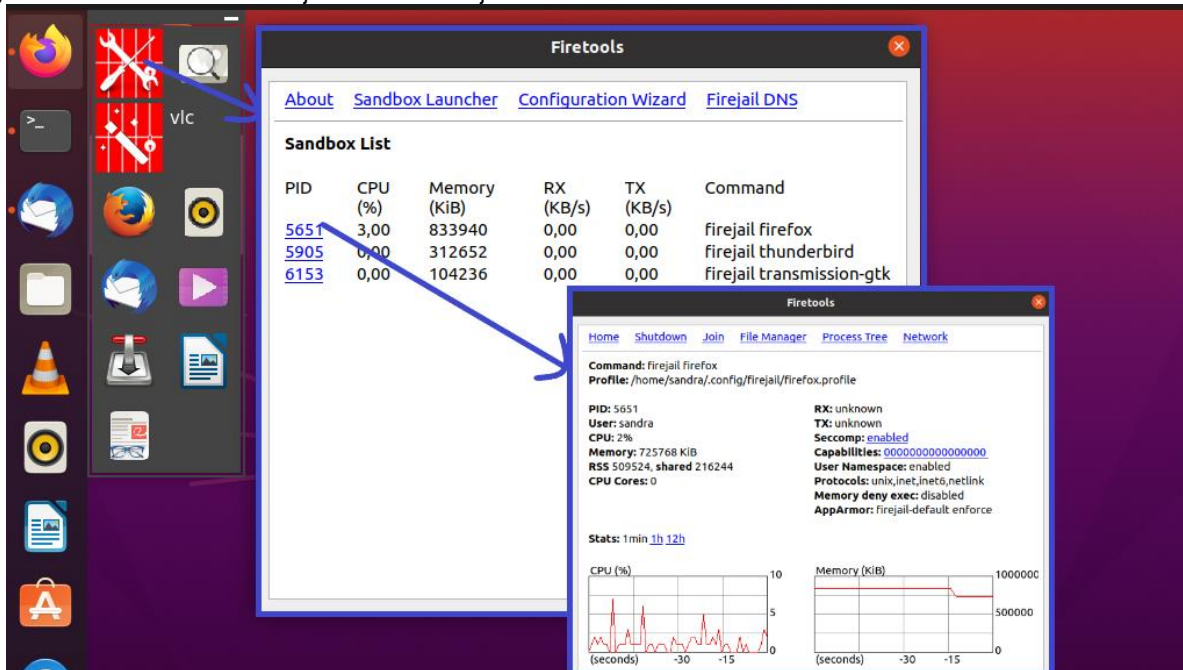 vlc
Firetools
About Sandbox Launcher Configuration Wizard Firejail DNS
Sandbox List
PID CPU (%) Memory (KiB) RX (KB/s) TX (KB/s) Command
5651 3,00 833940 0,00 0,00 firejail firefox
5905 0,00 312652 0,00 0,00 firejail thunderbird
6153 0,00 104236 0,00 0,00 firejail transmission-gtk
Firetools
Home Shutdown Join File Manager Process Tree Network
Command: firejail firefox
Profile: /home/sandra/.config/firejail/firefox.profile
PID: 5651 RX: unknown
User: sandra TX: unknown
CPU: 2% Seccomp: enabled
Memory: 725768 KiB Capabilities: 0000000000000000
RSS 509524, shared 216244 User Namespace: enabled
CPU Cores: 0 Protocols: unix,inet,inet6,netlink
Memory deny exec: disabled
AppArmor: firejail-default enforce
Stats: 1min 1h 12h
CPU (%) 10 Memory (KiB) 1000000
5 500000
0 0
(seconds) -30 -15 (seconds) -30 -15